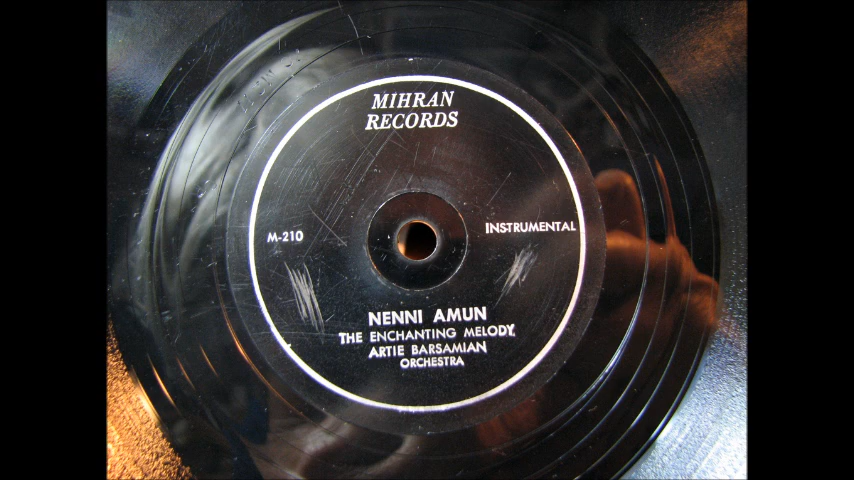 MIHRAN
RECORDS
M-210
INSTRUMENTAL
NENNI AMUN
THE ENCHANTING MELODY.
ARTIE BARSAMIAN
ORCHESTRA